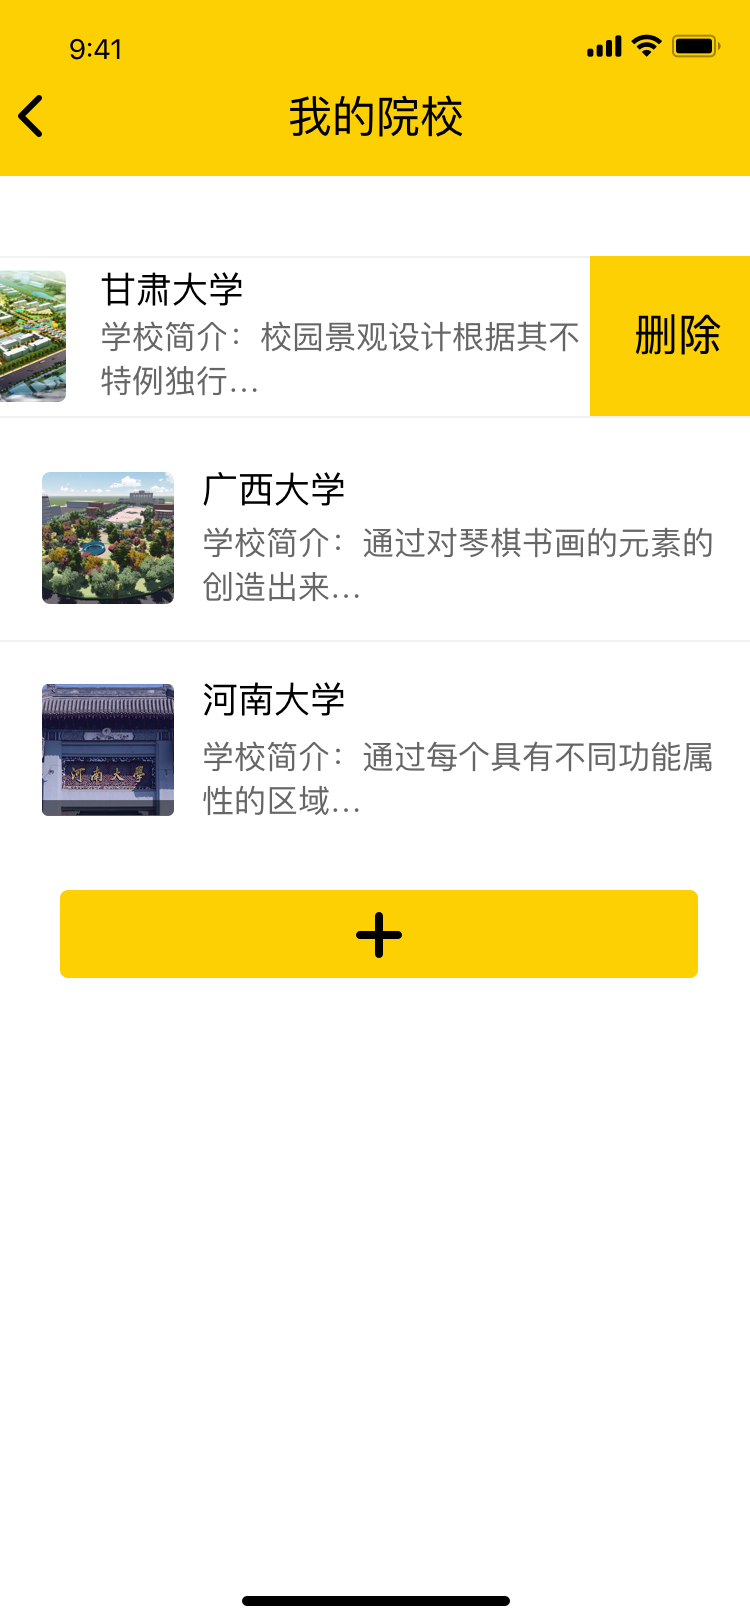 9:41
我的院校
甘肃大学
学校简介：校园景观设计根据其不
特例独行...
删除
广西大学
学校简介：通过对琴棋书画的元素的
创造出来...
河南大学
河南大學
学校简介：通过每个具有不同功能属
性的区域...